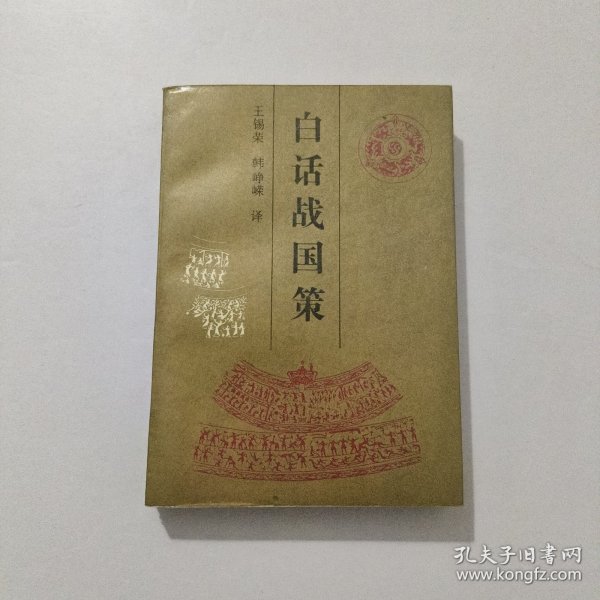 白话战国策
王锡荣 韩峥嵘 译
孔夫子旧书网
www.kongfz.com